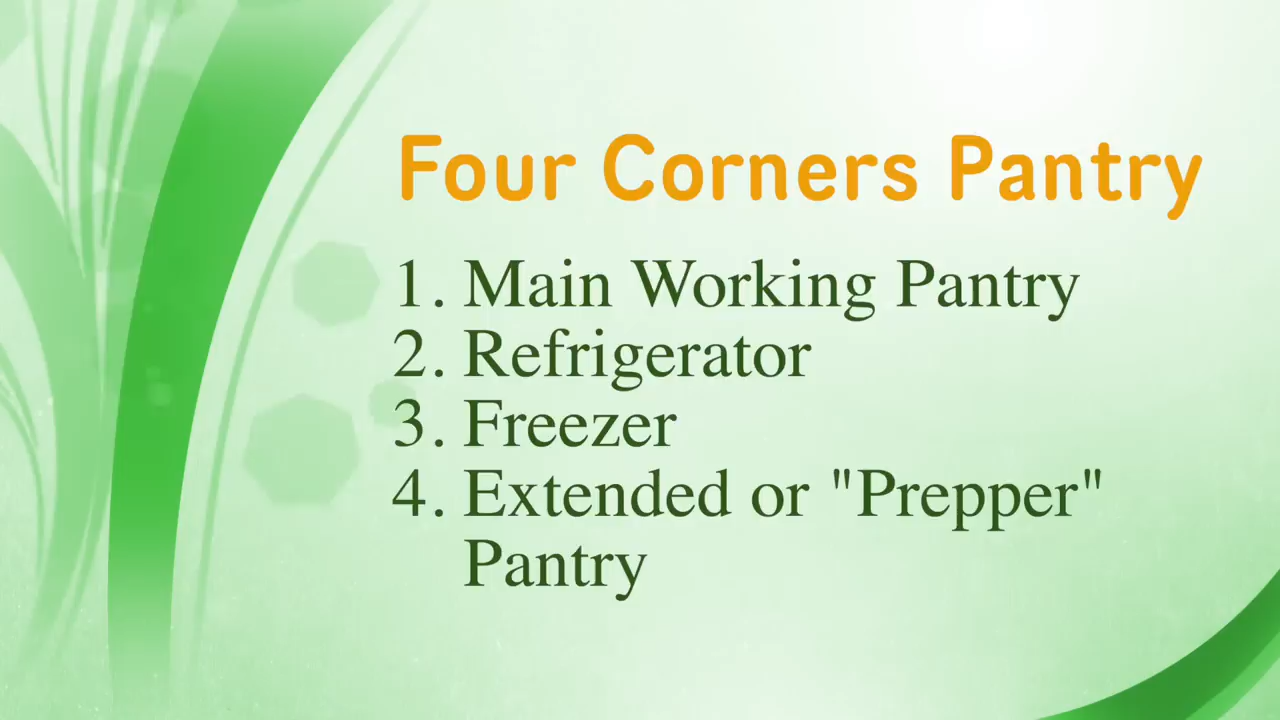 Four Corners Pantry
1. Main Working Pantry
2. Refrigerator
3. Freezer
4. Extended or "Prepper"
Pantry